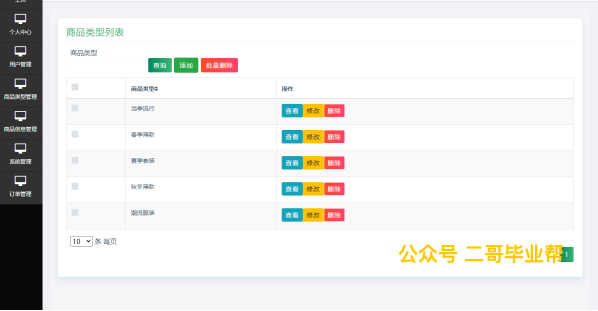 主页
个人中心
用户管理
商品类型管理
商品信息管理
系统管理
订单管理
商品类型列表
商品类型
查询 添加 批量删除
商品类型 操作
当季流行 查看 修改 删除
春季薄款 查看 修改 删除
夏季套装 查看 修改 删除
秋冬薄款 查看 修改 删除
潮流服装 查看 修改 删除
10 条 每页
公众号 二哥毕业帮
1